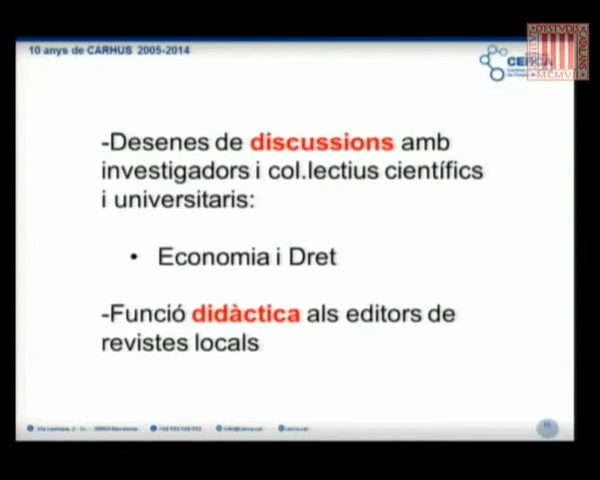 10 anys de CARHUS 2005-2014
-Desenes de discussions amb
investigadors i col.lectius científics
i universitaris:
• Economia i Dret
-Funció didàctica als editors de
revistes locals